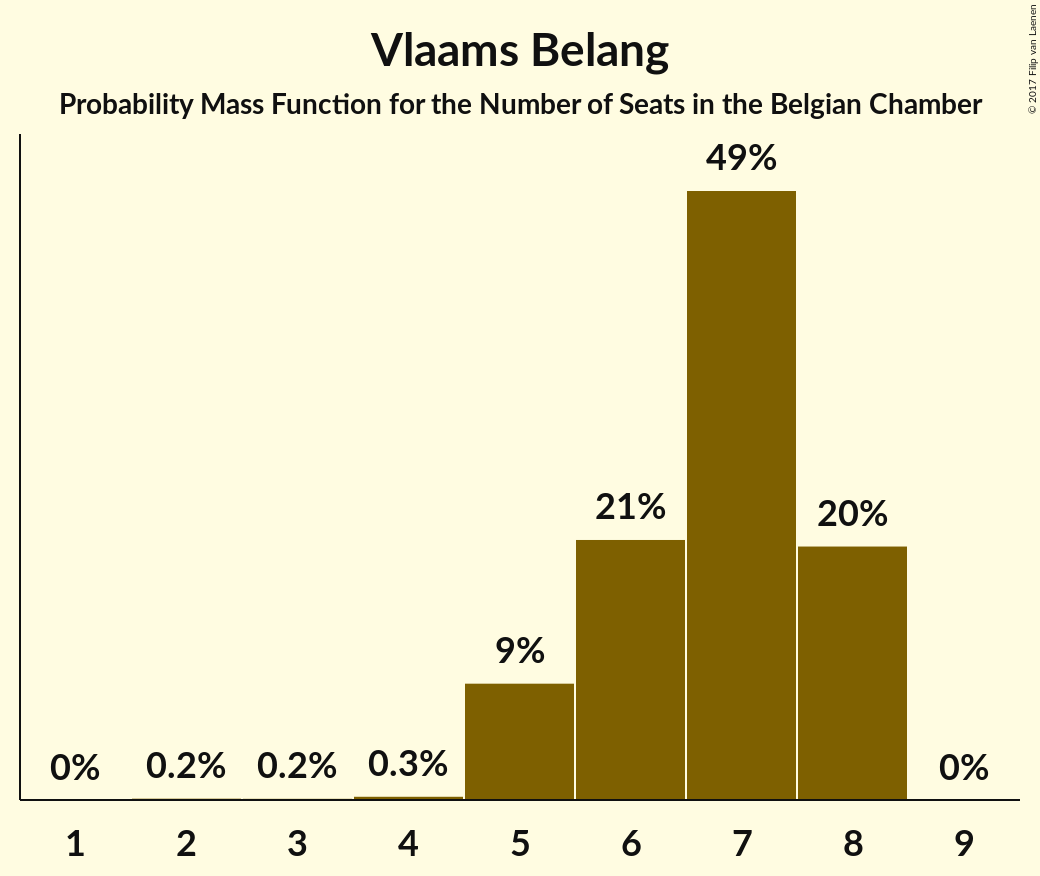 Vlaams Belang
Probability Mass Function for the Number of Seats in the Belgian Chamber
© 2017 Filip van Laenen
49%
21%
20%
9%
0%
0.2%
0.2%
0.3%
0%
1 2 3 4 5 6 7 8 9